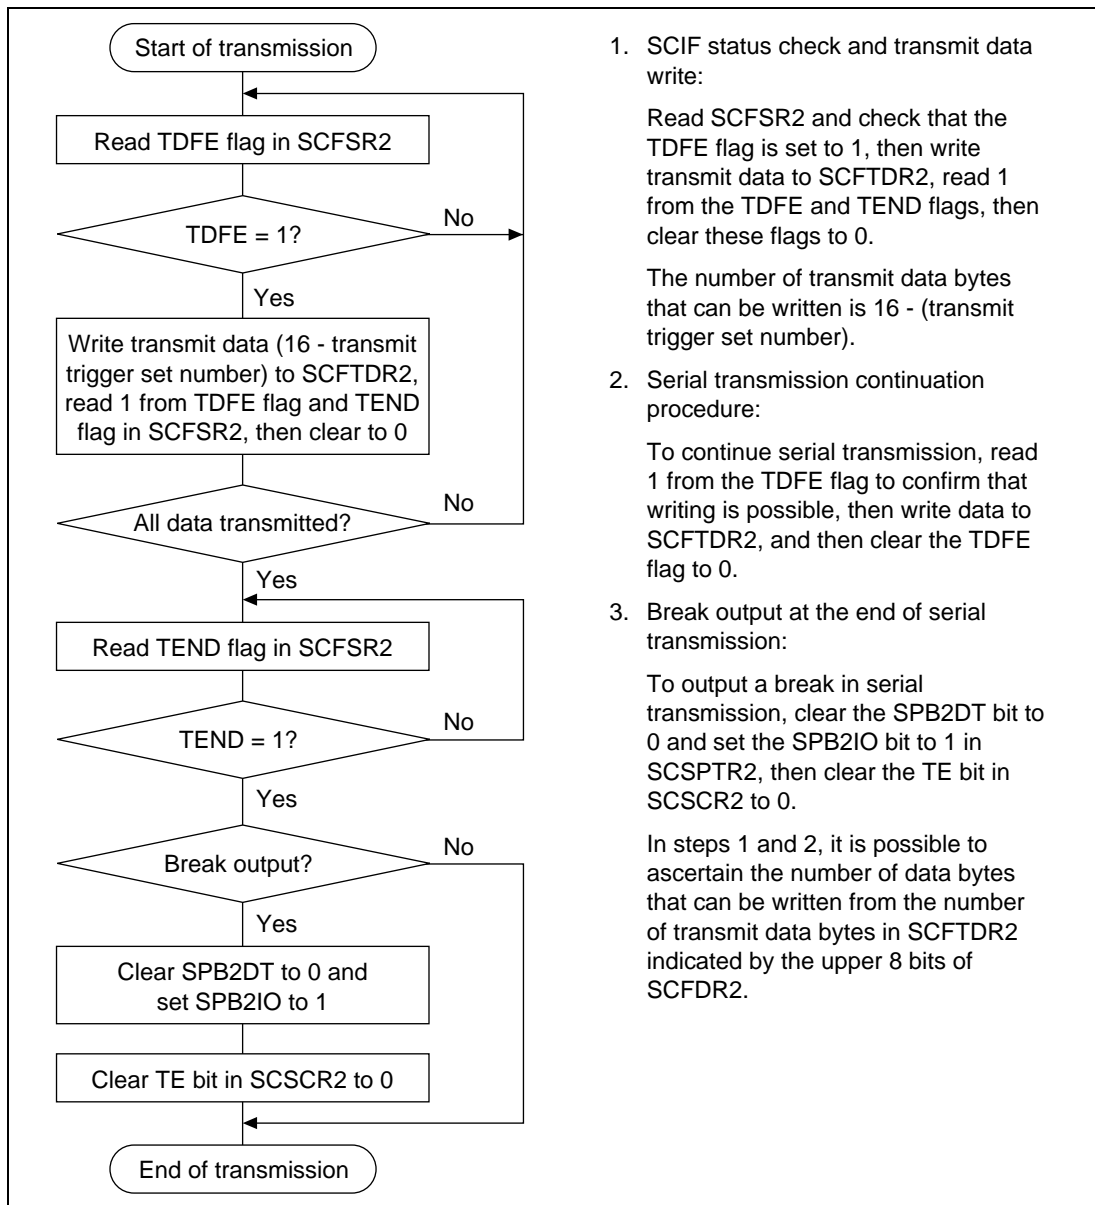 Start of transmission
Read TDFE flag in SCFSR2
TDFE = 1?
No
Yes
Write transmit data (16 - transmit
trigger set number) to SCFTDR2,
read 1 from TDFE flag and TEND
flag in SCFSR2, then clear to 0
All data transmitted?
No
Yes
Read TEND flag in SCFSR2
TEND = 1?
No
Yes
Break output?
No
Yes
Clear SPB2DT to 0 and
set SPB2IO to 1
Clear TE bit in SCSCR2 to 0
End of transmission
1. SCIF status check and transmit data
write:
Read SCFSR2 and check that the
TDFE flag is set to 1, then write
transmit data to SCFTDR2, read 1
from the TDFE and TEND flags, then
clear these flags to 0.
The number of transmit data bytes
that can be written is 16 - (transmit
trigger set number).
2. Serial transmission continuation
procedure:
To continue serial transmission, read
1 from the TDFE flag to confirm that
writing is possible, then write data to
SCFTDR2, and then clear the TDFE
flag to 0.
3. Break output at the end of serial
transmission:
To output a break in serial
transmission, clear the SPB2DT bit to
0 and set the SPB2IO bit to 1 in
SCSPTR2, then clear the TE bit in
SCSCR2 to 0.
In steps 1 and 2, it is possible to
ascertain the number of data bytes
that can be written from the number
of transmit data bytes in SCFTDR2
indicated by the upper 8 bits of
SCFDR2.